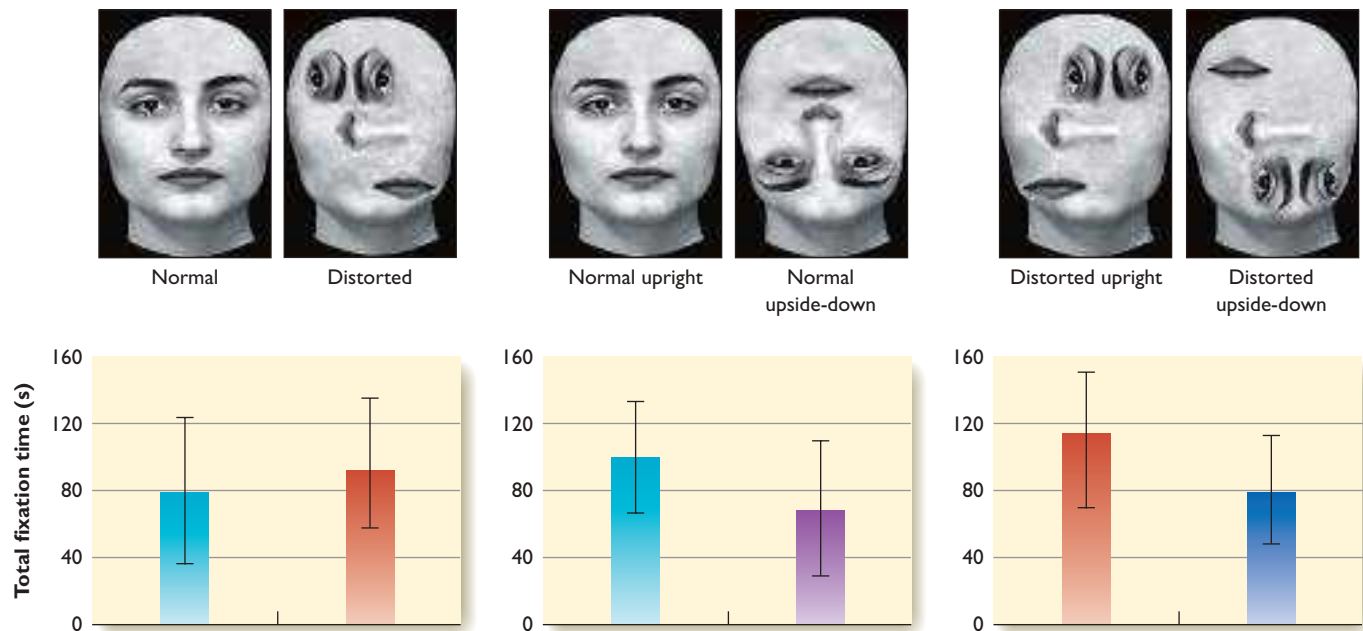 Normal
Distorted
Normal upright
Normal
upside-down
Distorted upright
Distorted
upside-down
Total fixation time (s)
160
120
80
40
0
160
120
80
40
0
160
120
80
40
0